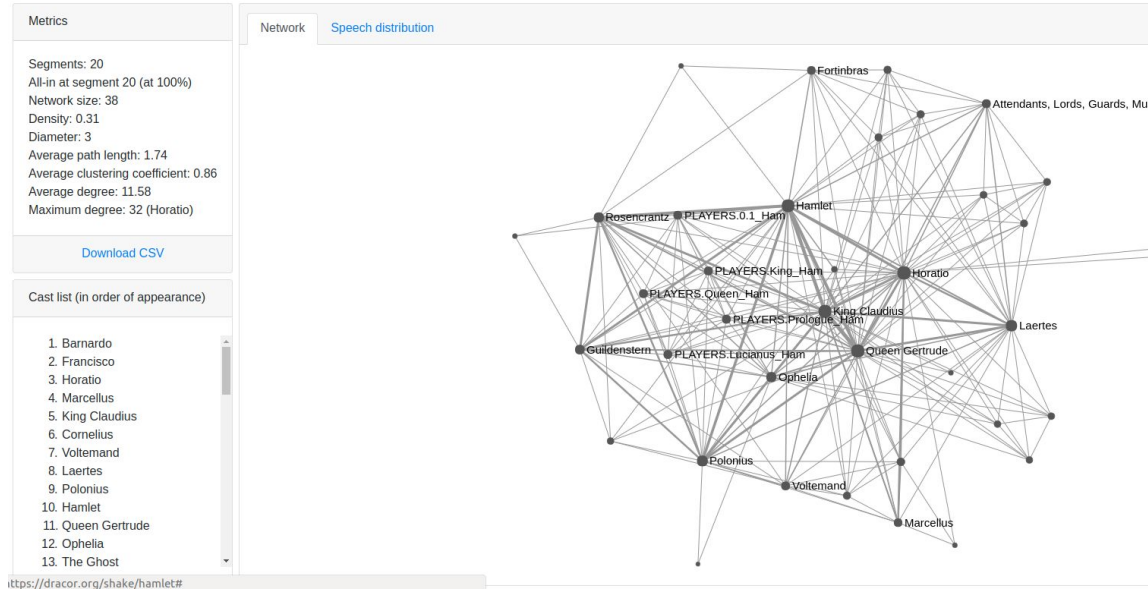 Metrics
Segments: 20
All-in at segment 20 (at 100%)
Network size: 38
Density: 0.31
Diameter: 3
Average path length: 1.74
Average clustering coefficient: 0.86
Average degree: 11.58
Maximum degree: 32 (Horatio)
Download CSV
Cast list (in order of appearance)
1. Barnardo
2. Francisco
3. Horatio
4. Marcellus
5. King Claudius
6. Cornelius
7. Voltemand
8. Laertes
9. Polonius
10. Hamlet
11. Queen Gertrude
12. Ophelia
13. The Ghost
ttps://dracor.org/shake/hamlet#
Network
Speech distribution
Fortinbras
Attendants, Lords, Guards, Mu
Hamlet
Rosencrantz
PLAYERS.0.1_Ham
PLAYERS.King_Ham
Horatio
PLAYERS.Queen_Ham
King Claudius
PLAYERS.Prologue_Ham
Laertes
Guildenstern
PLAYERS.Lucianus_Ham
Queen Gertrude
Ophelia
Polonius
Voltemand
Marcellus